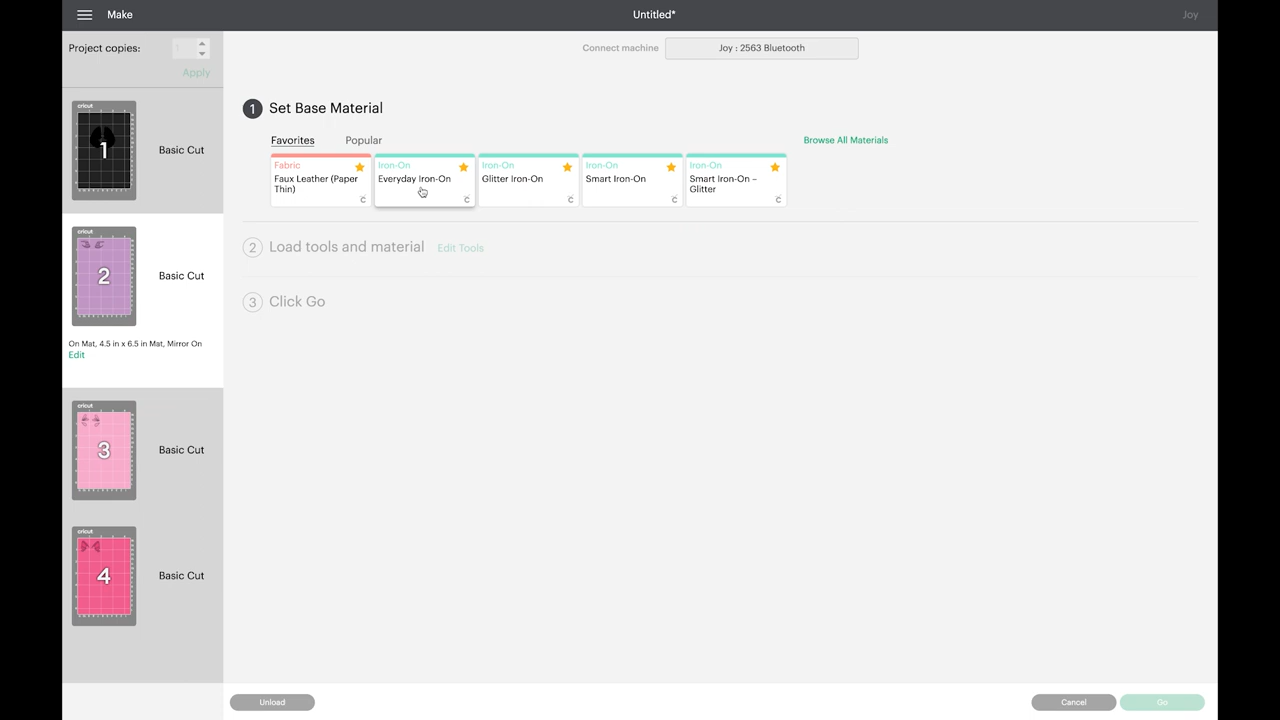 Make
Untitled*
Joy
Project copies:
1
Apply
Connect machine
Joy : 2563 Bluetooth
cricut
1
Basic Cut
cricut
2
Basic Cut
On Mat, 4.5 in x 6.5 in Mat, Mirror On
Edit
cricut
3
Basic Cut
cricut
4
Basic Cut
1 Set Base Material
Favorites
Popular
Browse All Materials
Fabric
Faux Leather (Paper
Thin)
Iron-On
Everyday Iron-On
Iron-On
Glitter Iron-On
Iron-On
Smart Iron-On
Iron-On
Smart Iron-On –
Glitter
2 Load tools and material
Edit Tools
3 Click Go
Unload
Cancel
Go